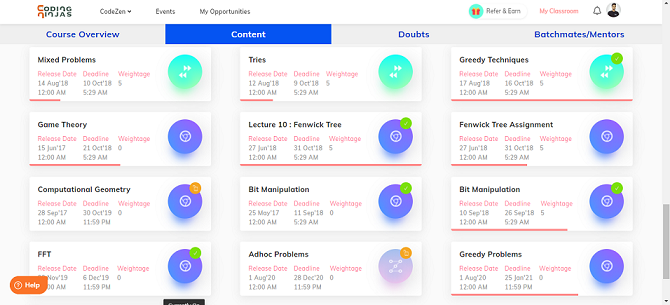 CODING NINJAS
CodeZen
Events
My Opportunities
Refer & Earn
My Classroom
Course Overview
Content
Doubts
Batchmates/Mentors
Mixed Problems
Release Date Deadline Weightage
14 Aug'18 10 Oct'18 5
12:00 AM 5:29 AM
Tries
Release Date Deadline Weightage
12 Aug'18 9 Oct'18 5
12:00 AM 5:29 AM
Greedy Techniques
Release Date Deadline Weightage
17 Aug'18 16 Oct'18 5
12:00 AM 5:29 AM
Game Theory
Release Date Deadline Weightage
15 Jun'17 21 Oct'18 0
12:00 AM 5:29 AM
Lecture 10 : Fenwick Tree
Release Date Deadline Weightage
27 Jun'18 31 Oct'18 5
12:00 AM 5:29 AM
Fenwick Tree Assignment
Release Date Deadline Weightage
27 Jun'18 31 Oct'18 5
12:00 AM 5:29 AM
Computational Geometry
Release Date Deadline Weightage
28 Sep'17 30 Oct'19 0
12:00 AM 11:59 PM
Bit Manipulation
Release Date Deadline Weightage
25 May'17 11 Sep'18 0
12:00 AM 5:29 AM
Bit Manipulation
Release Date Deadline Weightage
10 Sep'18 26 Sep'18 5
12:00 AM 5:29 AM
FFT
Release Date Deadline Weightage
Nov'19 6 Dec'19 0
AM 11:59 PM
Adhoc Problems
Release Date Deadline Weightage
1 Aug'20 28 Dec'20 0
12:00 AM 11:59 PM
Greedy Problems
Release Date Deadline Weightage
1 Aug'20 25 Jan'21 0
12:00 AM 11:59 PM
Help